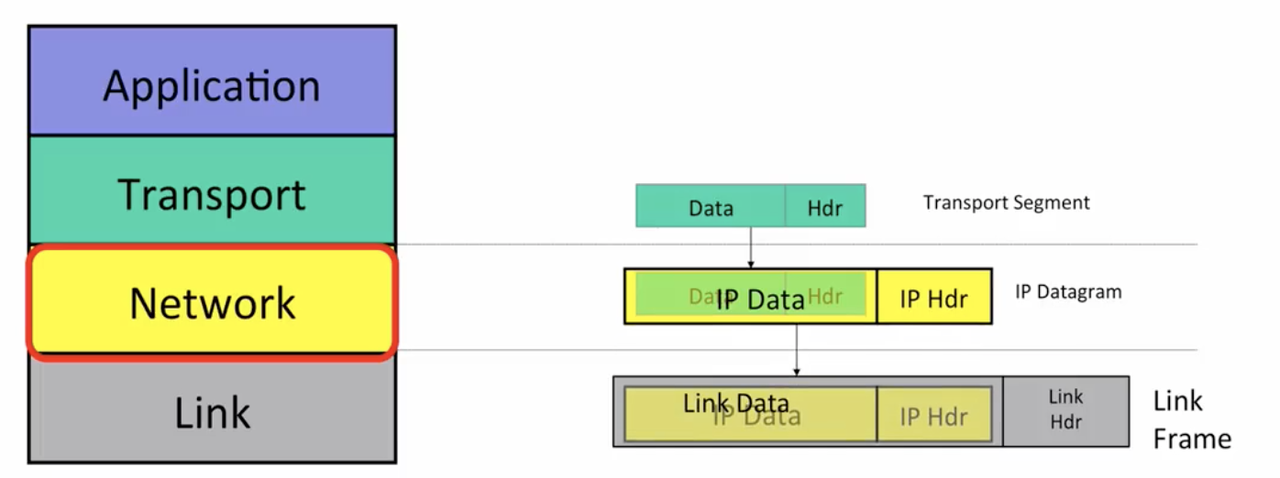 Application
Transport
Data
Hdr
Transport Segment
Network
Data
Hdr
IP Data
IP Hdr
IP Datagram
Link
Link Data
IP Data
IP Hdr
Link
Hdr
Link
Frame